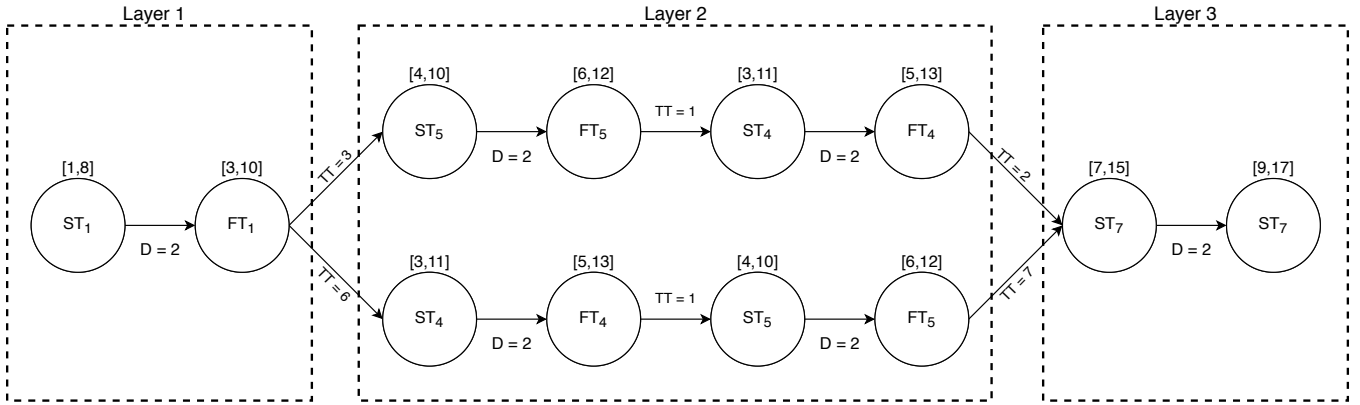 Layer 1
Layer 2
Layer 3
[1,8]
ST1
D = 2
[3,10]
FT1
TT = 3
TT = 6
[4,10]
ST5
D = 2
[6,12]
FT5
TT = 1
[3,11]
ST4
D = 2
[5,13]
FT4
TT = 2
[3,11]
ST4
D = 2
[5,13]
FT4
TT = 1
[4,10]
ST5
D = 2
[6,12]
FT5
TT = 7
[7,15]
ST7
D = 2
[9,17]
ST7